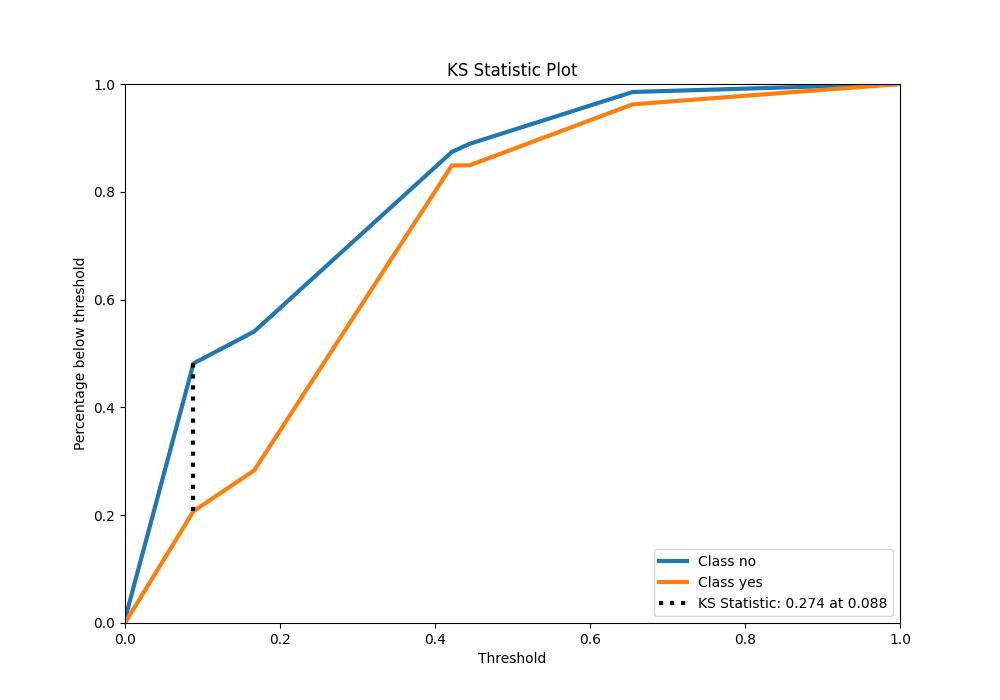 KS Statistic Plot
1.0
0.8
0.6
0.4
0.2
0.0
Percentage below threshold
0.0 0.2 0.4 0.6 0.8 1.0
Threshold
Class no
Class yes
KS Statistic: 0.274 at 0.088